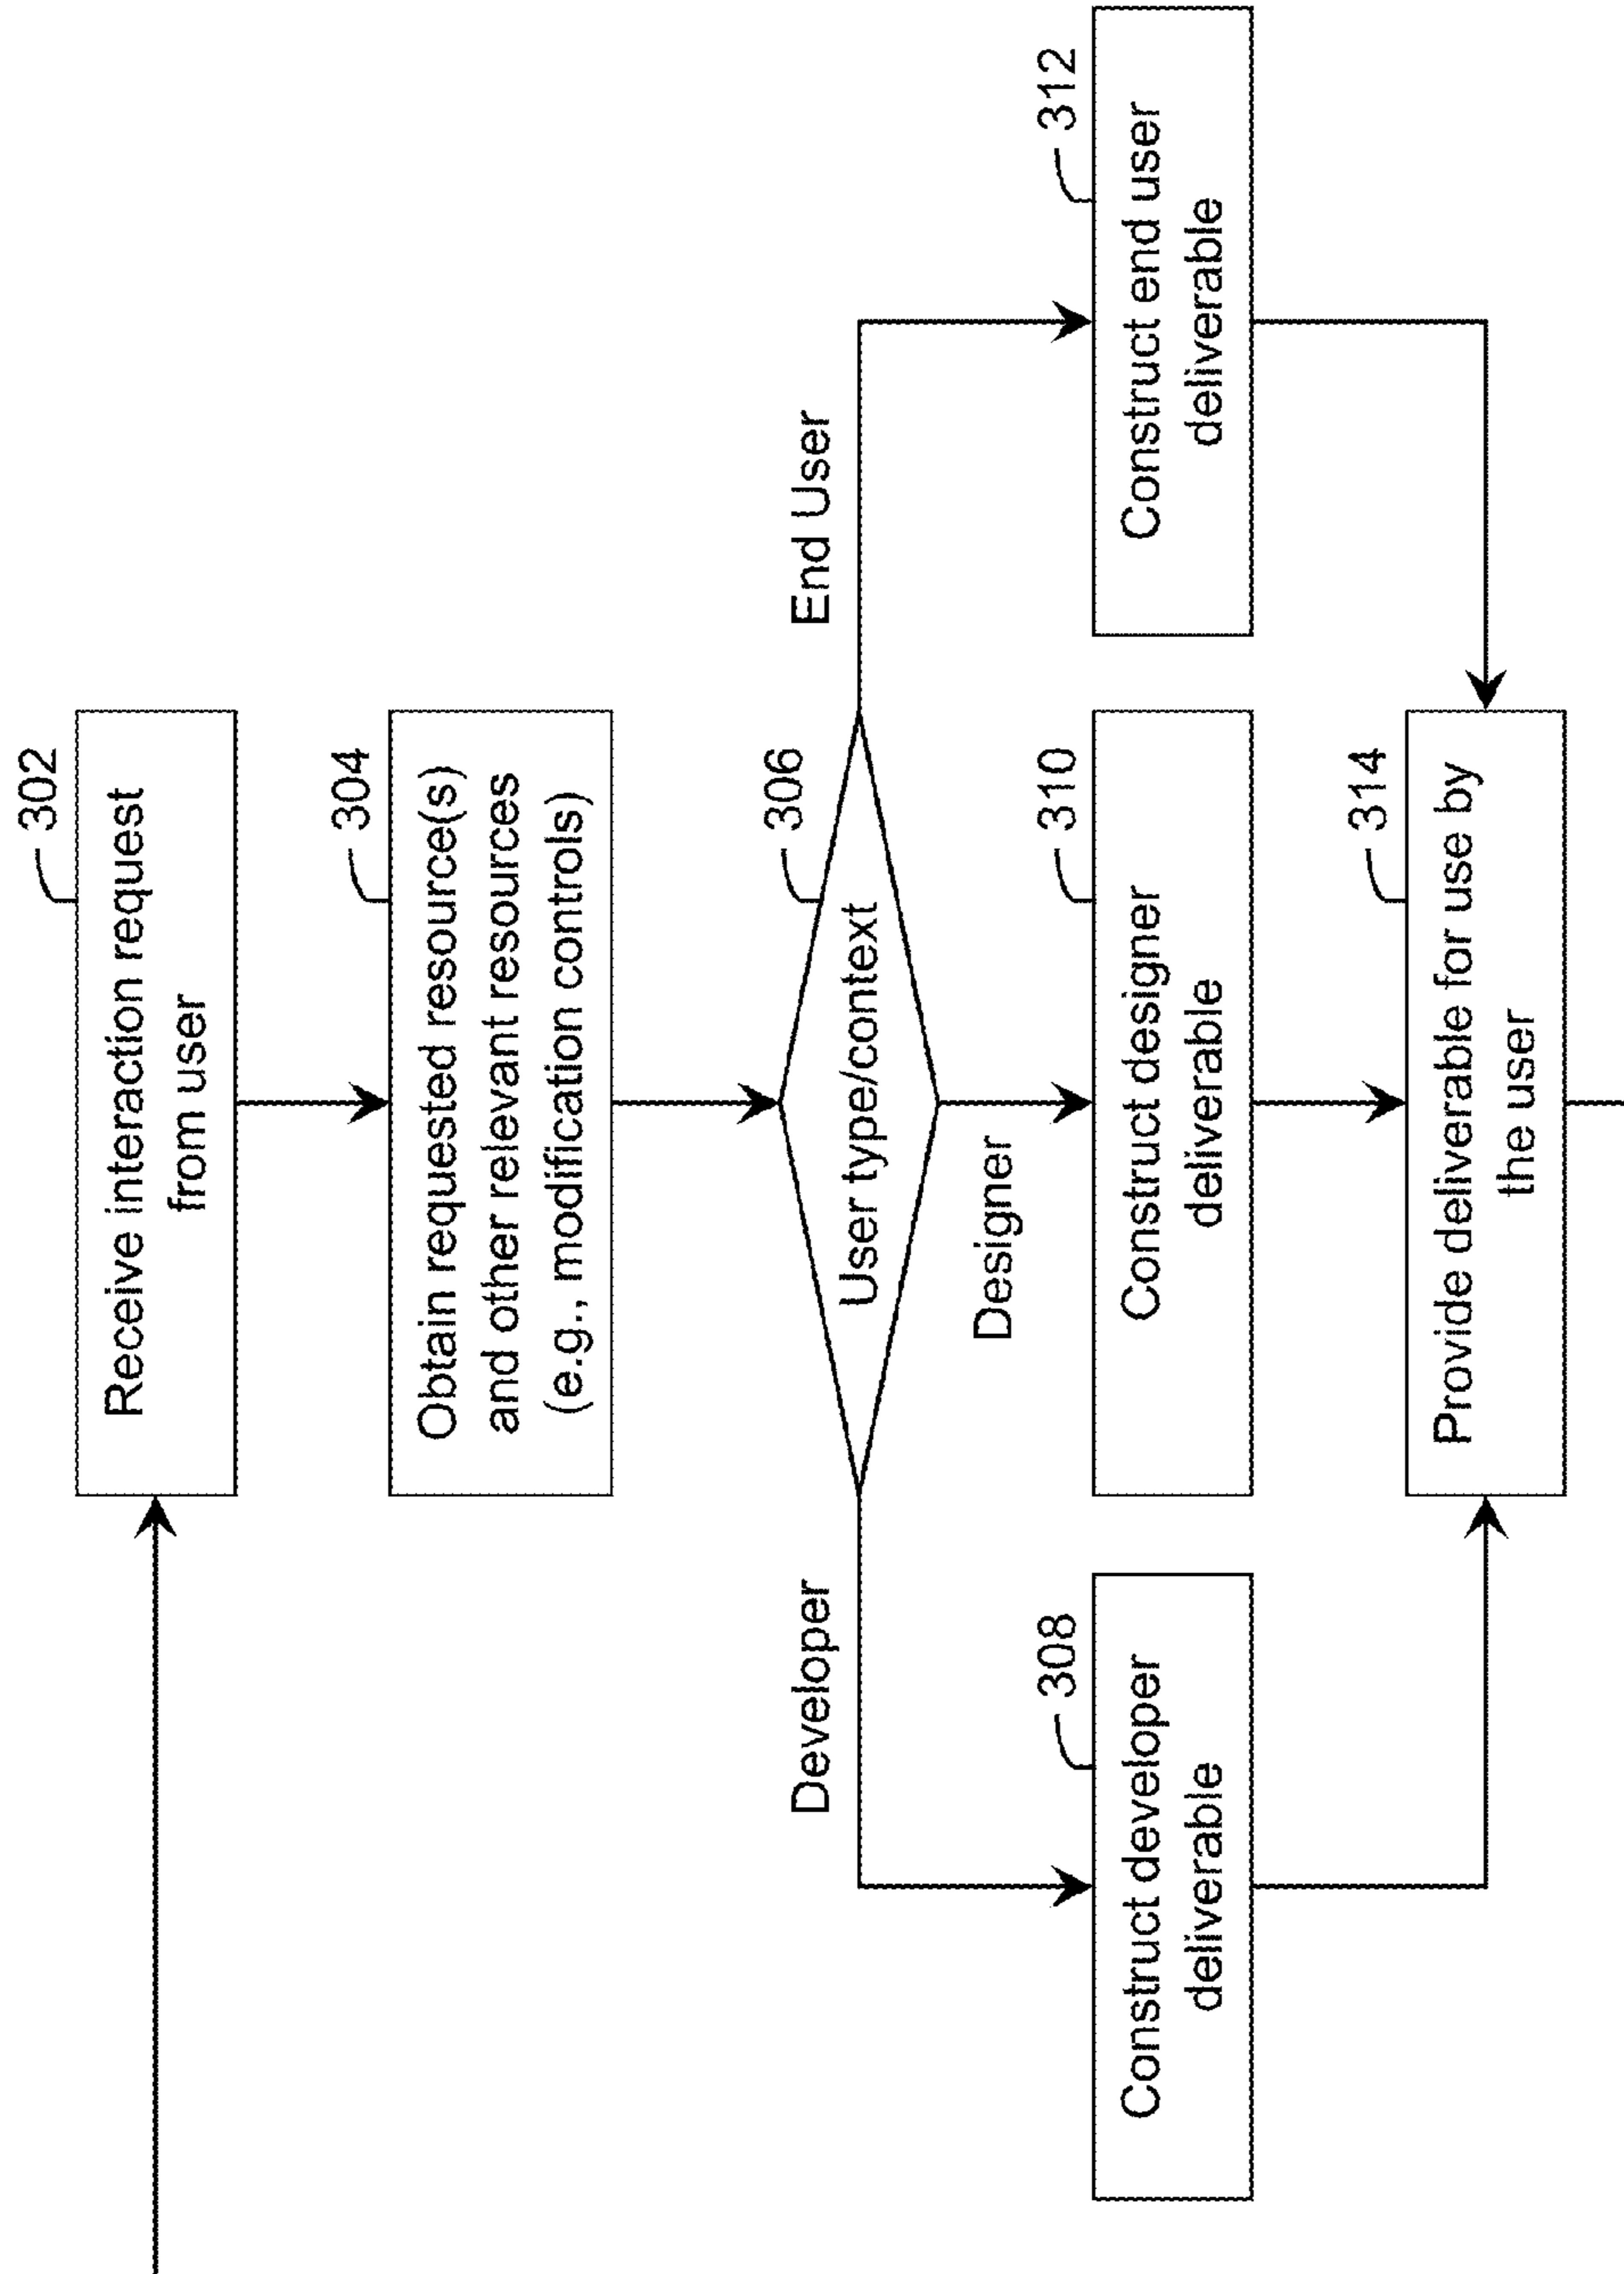 302
Receive interaction request
from user
304
Obtain requested resource(s)
and other relevant resources
(e.g., modification controls)
306
User type/context
Developer
Designer
End User
308
Construct developer
deliverable
310
Construct designer
deliverable
312
Construct end user
deliverable
314
Provide deliverable for use by
the user